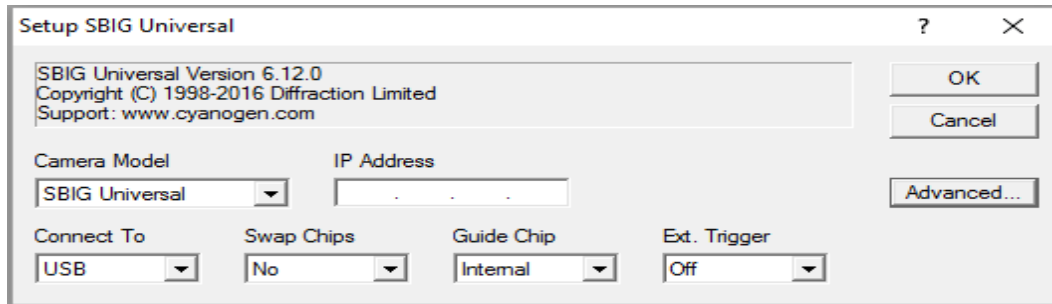 Setup SBIG Universal ?
SBIG Universal Version 6.12.0
Copyright (C) 1998-2016 Diffraction Limited
Support: www.cyanogen.com
OK
Cancel
Camera Model IP Address
SBIG Universal . . . Advanced...
Connect To Swap Chips Guide Chip Ext. Trigger
USB No Internal Off